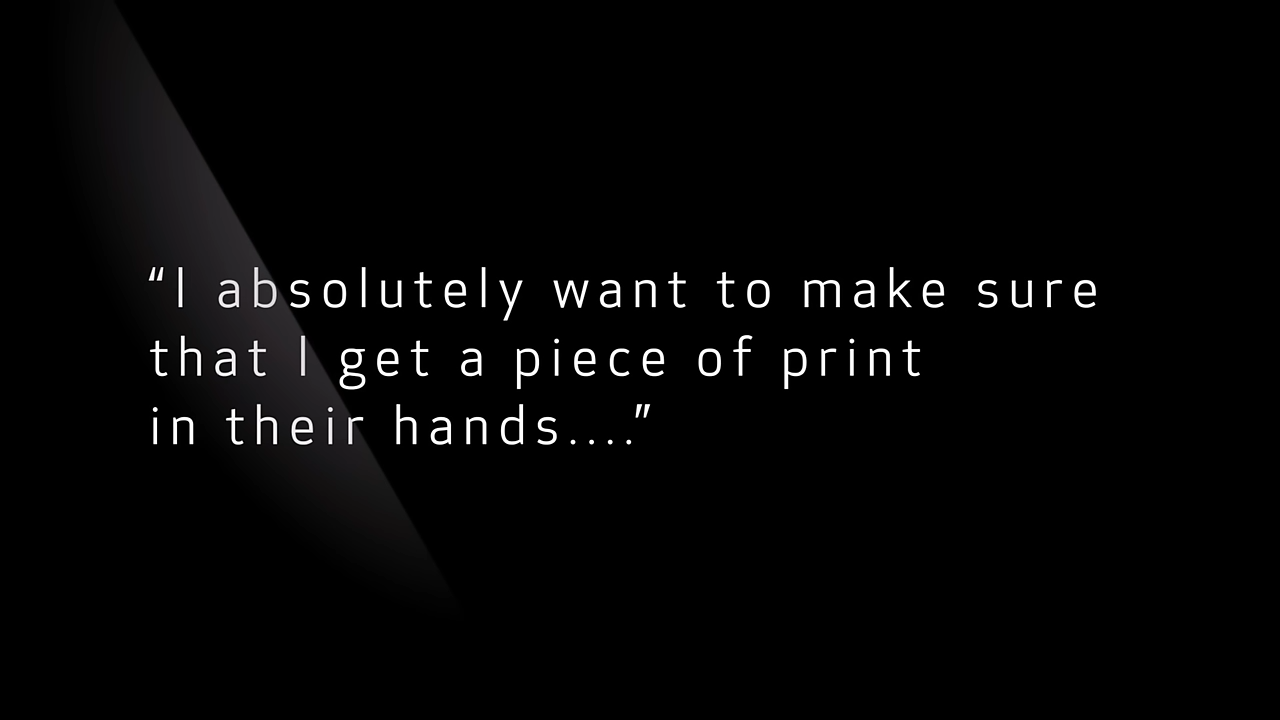 “I absolutely want to make sure
that I get a piece of print
in their hands....”